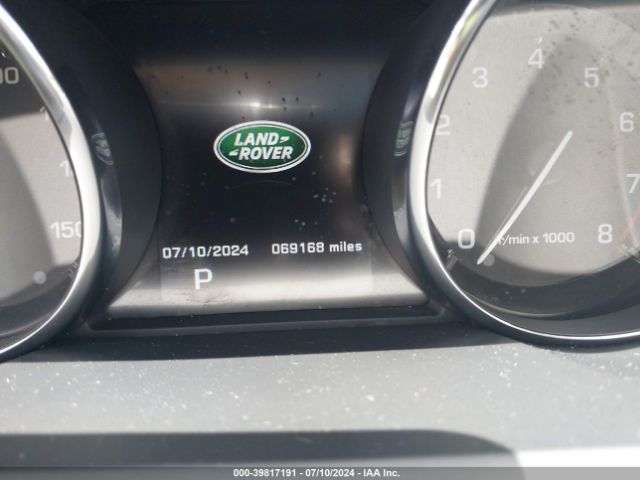 LAND-
-ROVER
07/10/2024 069168 miles
P
150
0 1 2 3 4 5 6 7 8
1/min x 1000
000-39817191 - 07/10/2024 - IAA Inc.